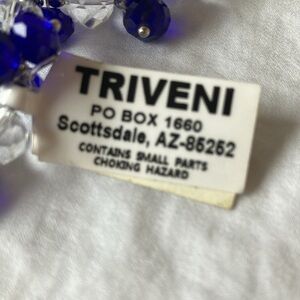 TRIVENI
PO BOX 1660
Scottsdale, AZ-85252
CONTAINS SMALL PARTS
CHOKING HAZARD